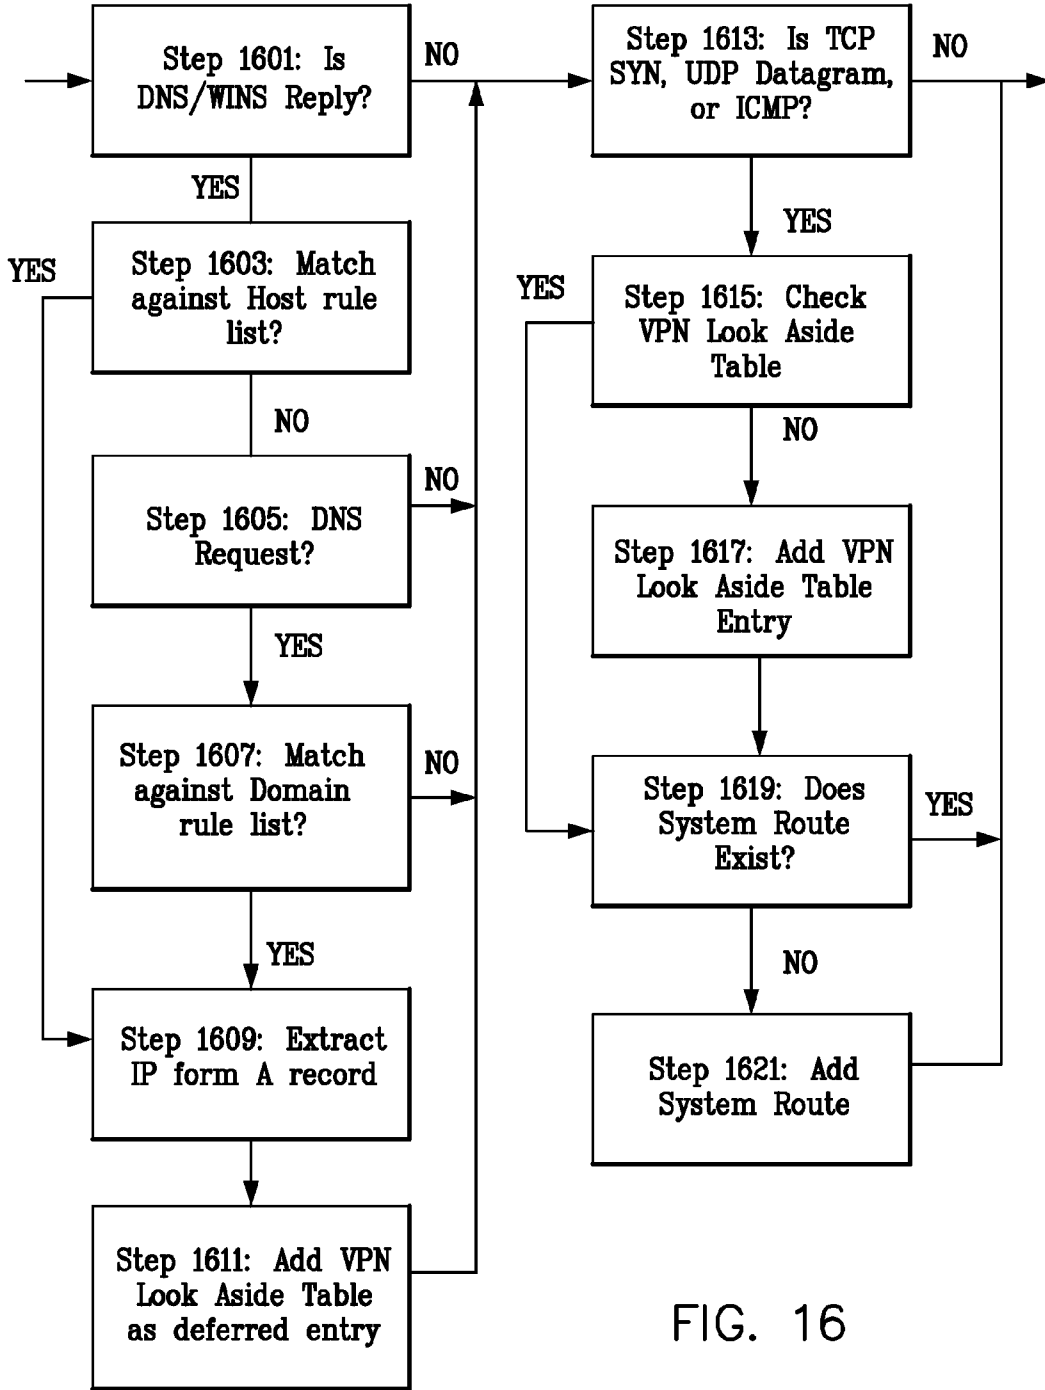 Step 1601: Is
DNS/WINS Reply?
NO
YES
Step 1603: Match
against Host rule
list?
YES
NO
Step 1605: DNS
Request?
NO
YES
Step 1607: Match
against Domain
rule list?
NO
YES
Step 1609: Extract
IP form A record
Step 1611: Add VPN
Look Aside Table
as deferred entry
Step 1613: Is TCP
SYN, UDP Datagram,
or ICMP?
NO
YES
Step 1615: Check
VPN Look Aside
Table
YES
NO
Step 1617: Add VPN
Look Aside Table
Entry
Step 1619: Does
System Route
Exist?
YES
NO
Step 1621: Add
System Route
FIG. 16